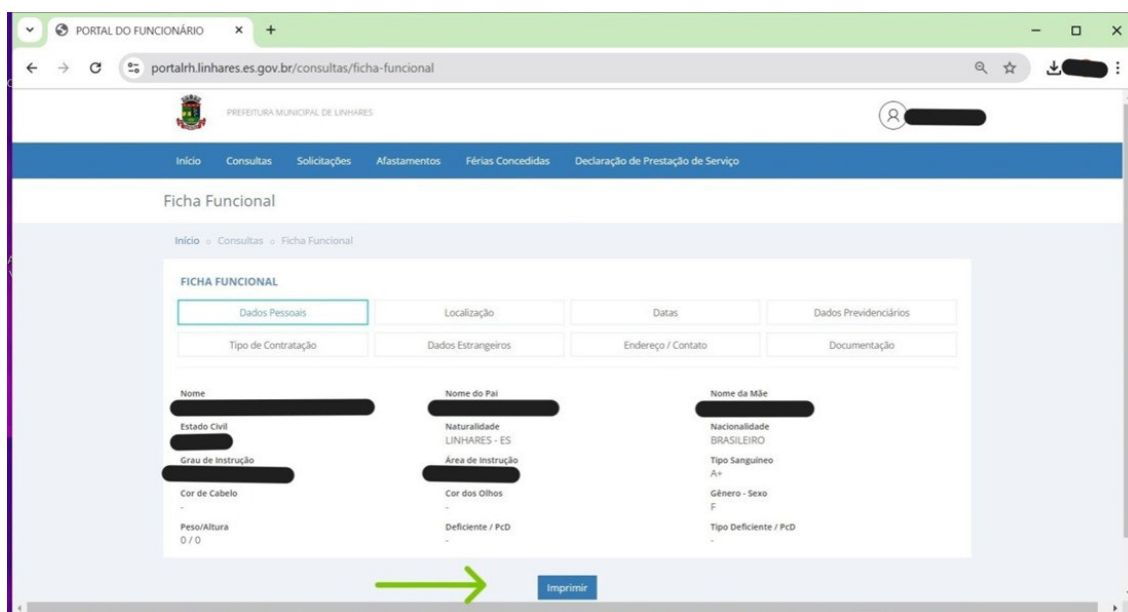 PORTAL DO FUNCIONÁRIO
portalrh.linhares.es.gov.br/consultas/ficha-funcional
PREFEITURA MUNICIPAL DE LINHARES
Início Consultas Solicitações Afastamentos Férias Concedidas Declaração de Prestação de Serviço
Ficha Funcional
Início Consultas Ficha Funcional
FICHA FUNCIONAL
Dados Pessoais Localização Datas Dados Previdenciários
Tipo de Contratação Dados Estrangeiros Endereço / Contato Documentação
Nome Nome do Pai Nome da Mãe
Estado Civil Naturalidade Nacionalidade
LINHARES - ES BRASILEIRO
Grau de Instrução Área de Instrução Tipo Sanguíneo
A+
Cor de Cabelo Cor dos Olhos Gênero - Sexo
- - F
Peso/Altura Deficiente / PcD Tipo Deficiente / PcD
0 / 0 - -
Imprimir